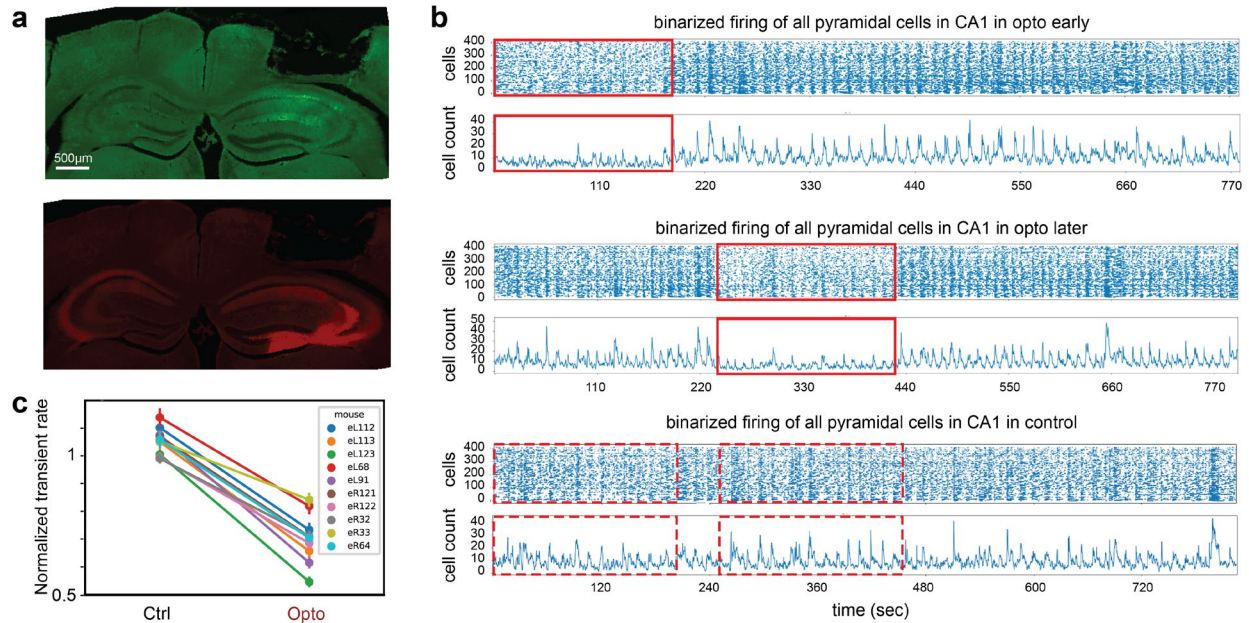 a
500µm
b
binarized firing of all pyramidal cells in CA1 in opto early
cells
400
300
200
100
0
cell count
40
30
20
10
0
110 220 330 440 550 660 770
binarized firing of all pyramidal cells in CA1 in opto later
cells
400
300
200
100
0
cell count
50
40
30
20
10
0
110 220 330 440 550 660 770
binarized firing of all pyramidal cells in CA1 in control
cells
400
300
200
100
0
cell count
40
30
20
10
0
120 240 360 480 600 720
time (sec)
c
Normalized transient rate
1
0.5
Ctrl Opto
mouse
eL112
eL113
eL123
eL68
eL91
eR121
eR122
eR32
eR33
eR64